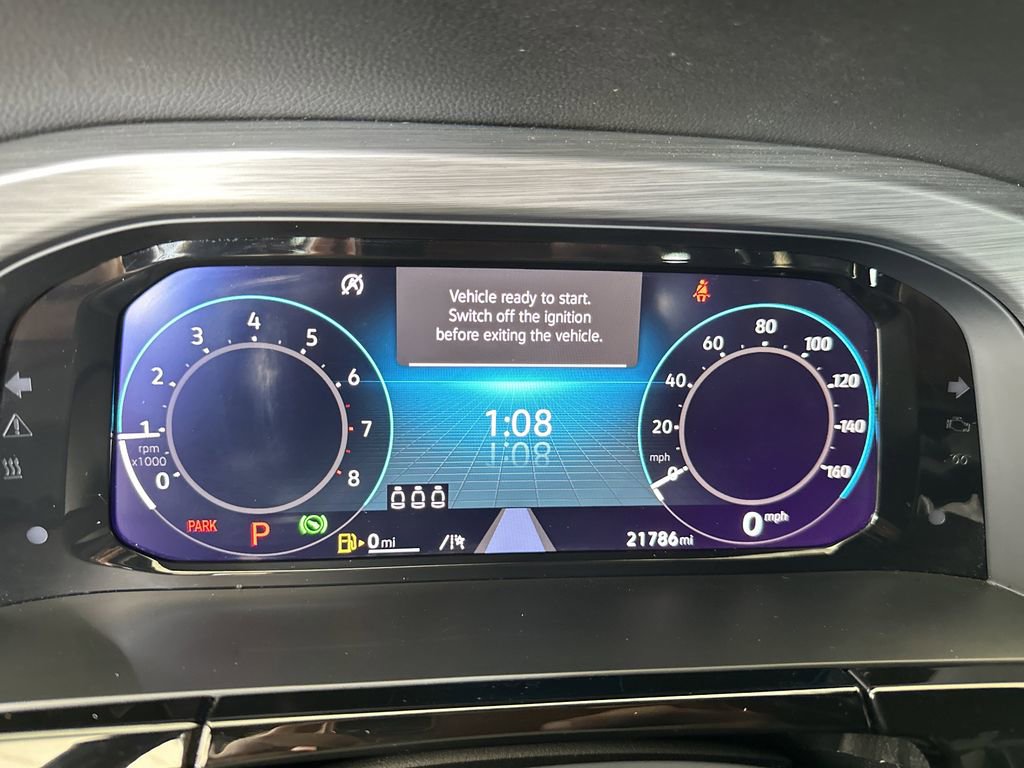 Vehicle ready to start.
Switch off the ignition
before exiting the vehicle.
4
3
5
2
6
1
7
rpm
x1000
0
8
1:08
80
60
100
40
120
20
140
mph
0
160
PARK
P
0 mi
21786 mi
0 mph